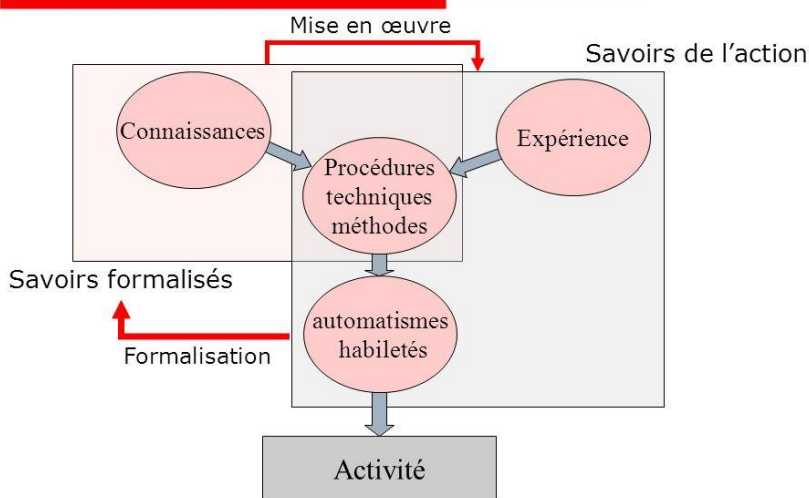 Mise en œuvre
Savoirs de l’action
Connaissances
Expérience
Procédures
techniques
méthodes
Savoirs formalisés
automatismes
habiletés
Formalisation
Activité